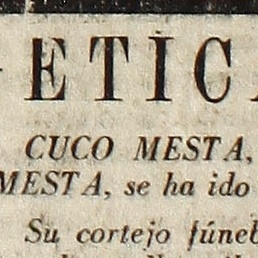 ETIC
CUCO MESTA,
MESTA, se ha ido
Su cortejo fúneb